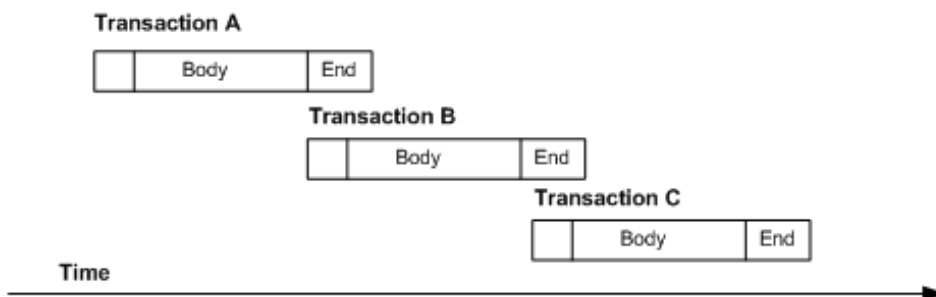 Transaction A
Body End
Transaction B
Body End
Transaction C
Body End
Time